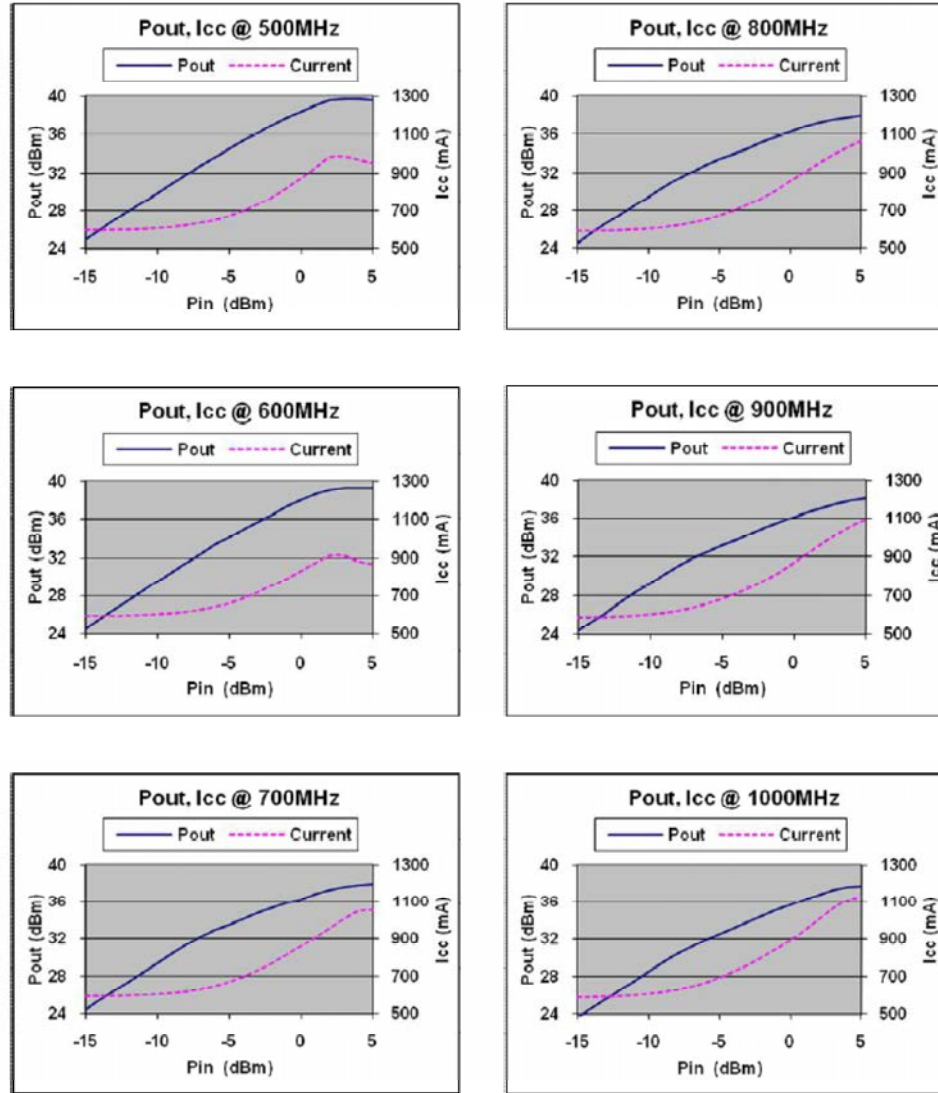 Pout, Icc @ 500MHz
Pout Current
40 36 32 28 24
Pout (dBm)
1300 1100 900 700 500
Icc (mA)
-15 -10 -5 0 5
Pin (dBm)
Pout, Icc @ 800MHz
Pout Current
40 36 32 28 24
Pout (dBm)
1300 1100 900 700 500
Icc (mA)
-15 -10 -5 0 5
Pin (dBm)
Pout, Icc @ 600MHz
Pout Current
40 36 32 28 24
Pout (dBm)
1300 1100 900 700 500
Icc (mA)
-15 -10 -5 0 5
Pin (dBm)
Pout, Icc @ 900MHz
Pout Current
40 36 32 28 24
Pout (dBm)
1300 1100 900 700 500
Icc (mA)
-15 -10 -5 0 5
Pin (dBm)
Pout, Icc @ 700MHz
Pout Current
40 36 32 28 24
Pout (dBm)
1300 1100 900 700 500
Icc (mA)
-15 -10 -5 0 5
Pin (dBm)
Pout, Icc @ 1000MHz
Pout Current
40 36 32 28 24
Pout (dBm)
1300 1100 900 700 500
Icc (mA)
-15 -10 -5 0 5
Pin (dBm)